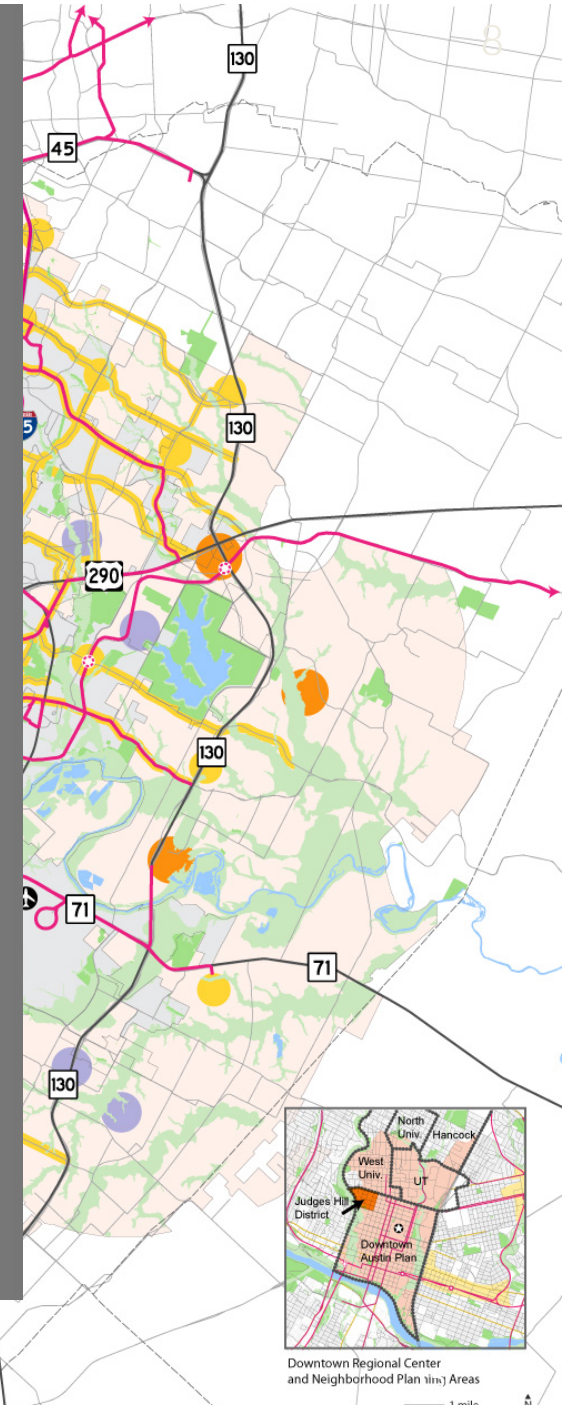 8
130
45
130
5
290
130
71
71
130
North
Univ.
Hancock
West
Univ.
UT
Judges Hill
District
Downtown
Austin Plan
Downtown Regional Center
and Neighborhood Plan Areas
1 mile
N